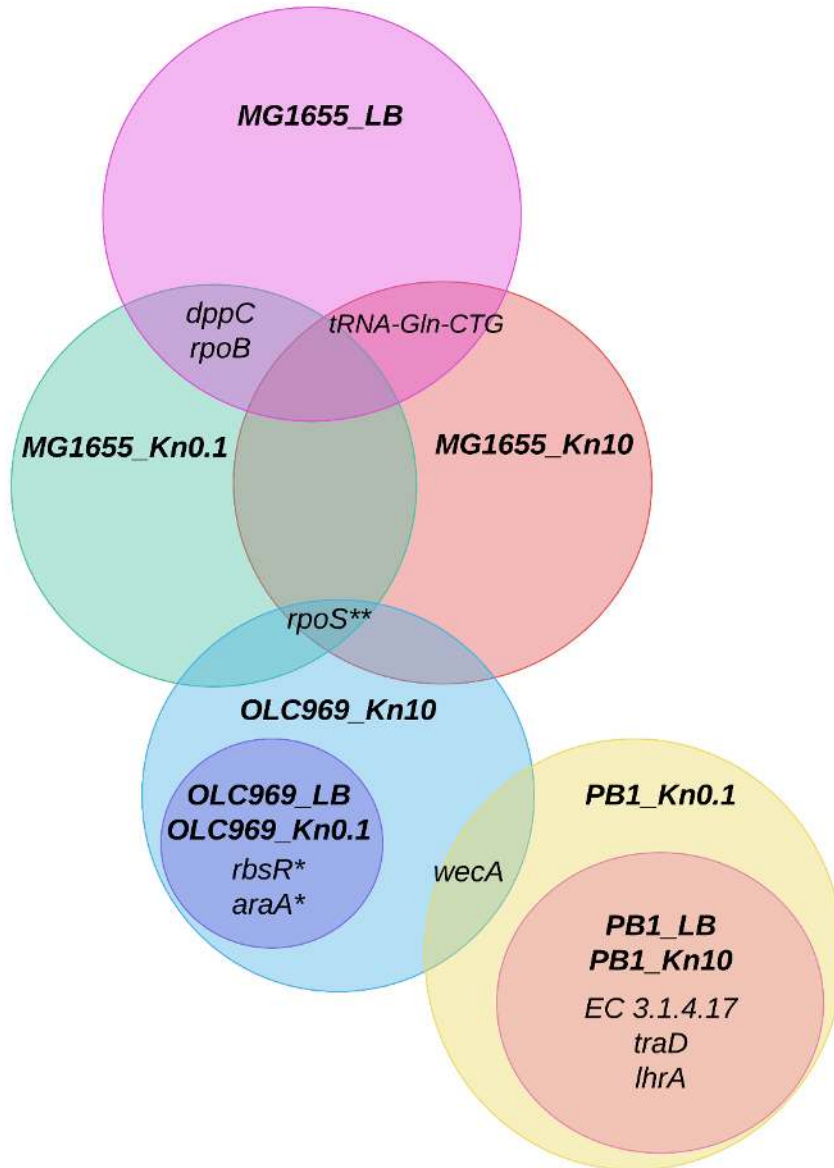 MG1655_LB
dppC
rpoB
tRNA-Gln-CTG
MG1655_Kn0.1
MG1655_Kn10
rpoS**
OLC969_Kn10
OLC969_LB
OLC969_Kn0.1
rbsR*
araA*
wecA
PB1_Kn0.1
PB1_LB
PB1_Kn10
EC 3.1.4.17
traD
lhrA